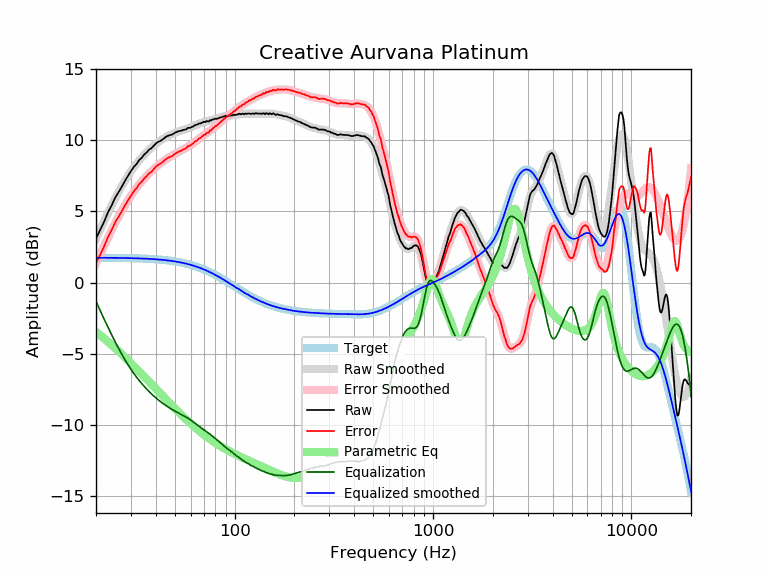 Creative Aurvana Platinum
15
10
5
0
−5
−10
−15
Amplitude (dBr)
Target
Raw Smoothed
Error Smoothed
Raw
Error
Parametric Eq
Equalization
Equalized smoothed
100
1000
10000
Frequency (Hz)